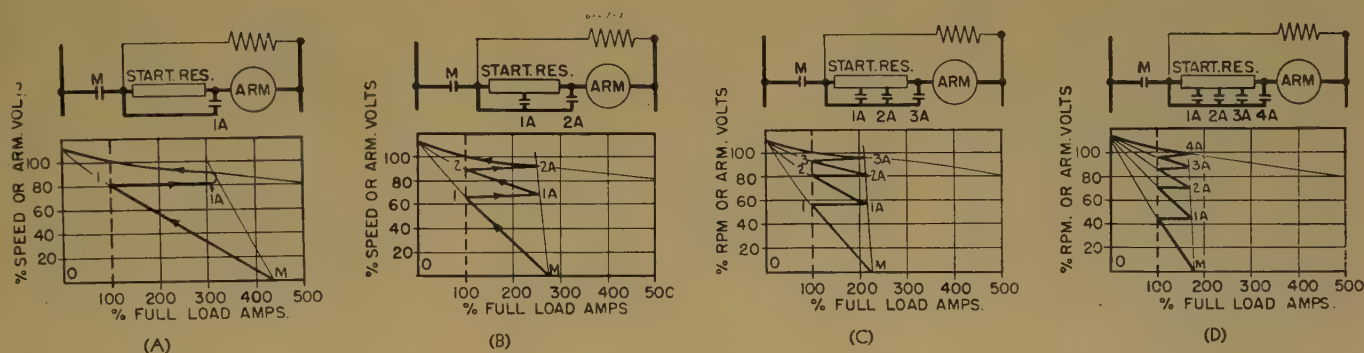 M
START. RES.
ARM
1A
% SPEED OR ARM. VOLTS
100
80
60
40
20
O
1
1A
M
O 100 200 300 400 500
% FULL LOAD AMPS.
(A)
M
START. RES.
ARM
1A 2A
% SPEED OR ARM. VOLTS
100
80
60
40
20
O
2
1
2A
1A
M
100 200 300 400 500
% FULL LOAD AMPS
(B)
M
START. RES.
ARM
1A 2A 3A
% RPM OR ARM. VOLTS
100
80
60
40
20
O
3
2
1
3A
2A
1A
M
100 200 300 400 500
% FULL LOAD AMPS.
(C)
M
START. RES.
ARM
1A 2A 3A 4A
% RPM. OR ARM. VOLTS
100
80
60
40
20
O
4A
3A
2A
1A
M
100 200 300 400 500
% FULL LOAD AMPS.
(D)